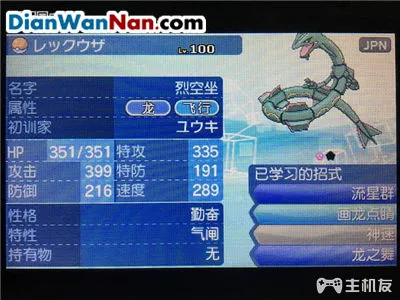 DianWanNan.com
レックウザ Lv.100 JPN
名字 烈空坐
属性 龙 飞行
初训家 ユウキ
HP 351/351 特攻 335
攻击 399 特防 191
防御 216 速度 289
性格 勤奋
特性 气闸
持有物 无
已学习的招式
流星群
画龙点睛
神速
龙之舞
主机友